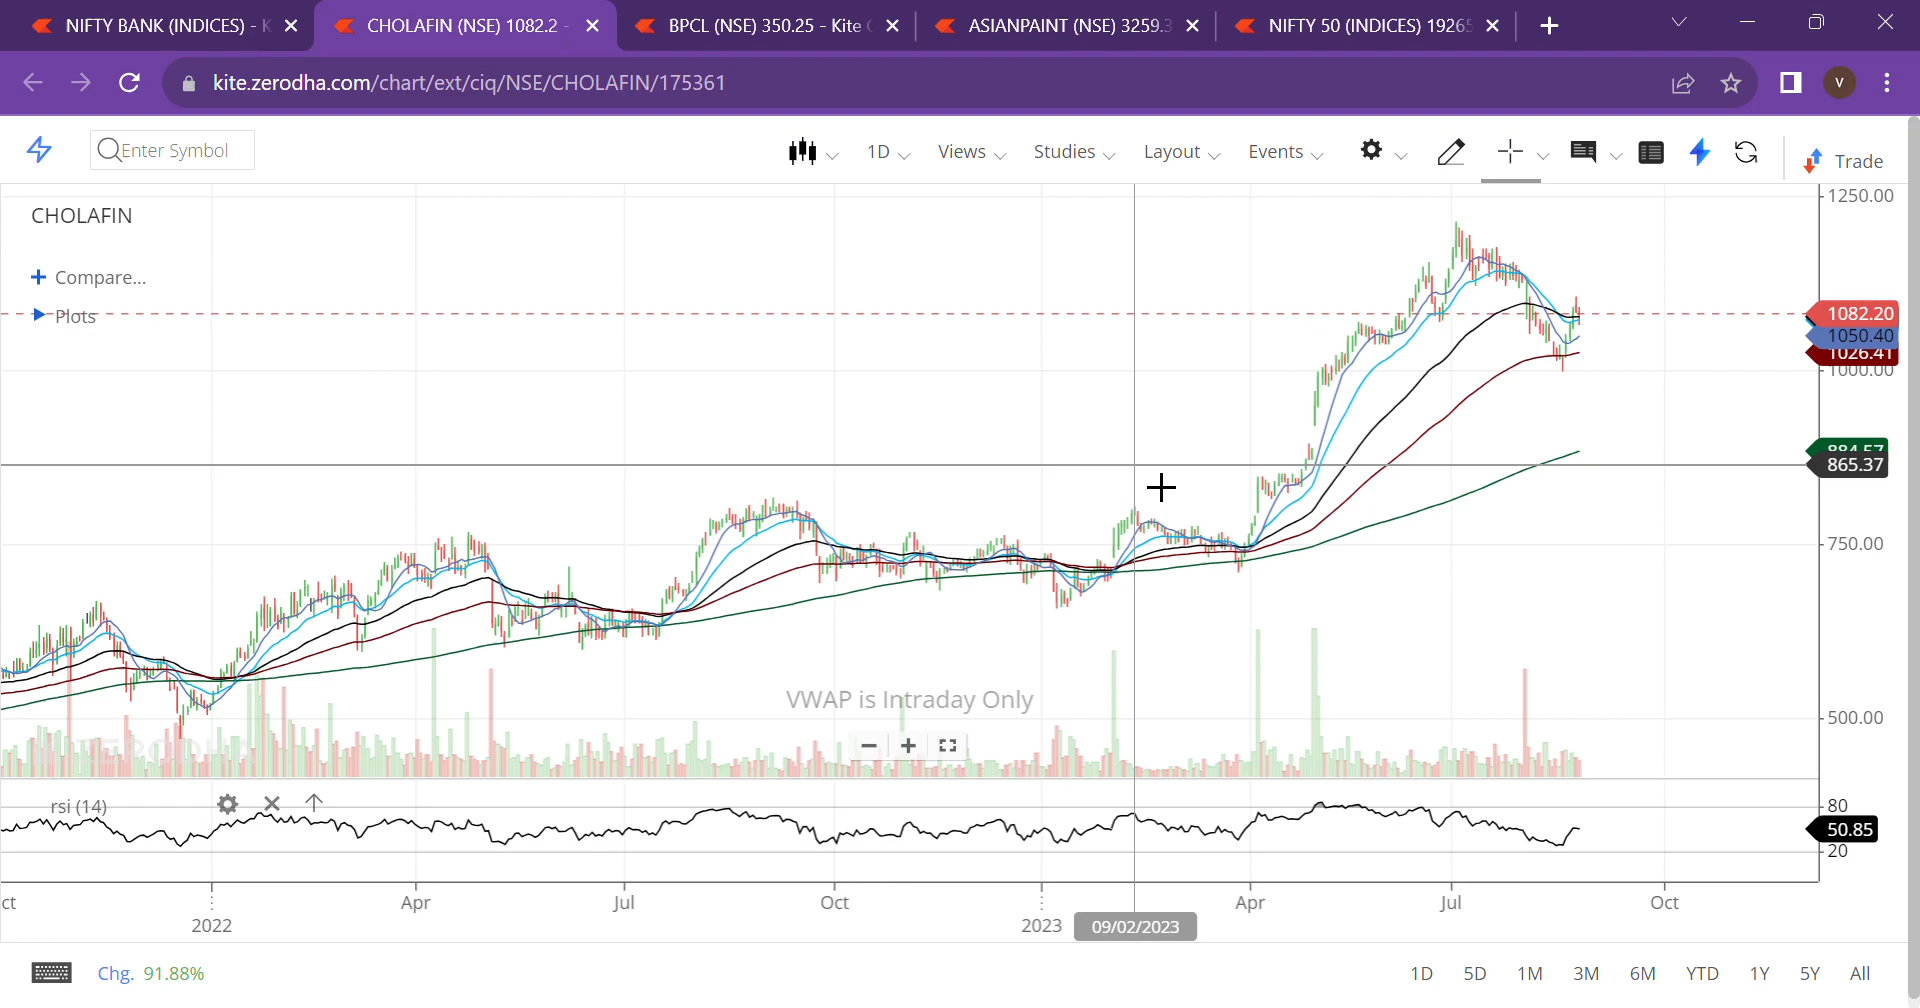 NIFTY BANK (INDICES) - K
CHOLAFIN (NSE) 1082.2 -
BPCL (NSE) 350.25 - Kite C
ASIANPAINT (NSE) 3259.3
NIFTY 50 (INDICES) 19265
kite.zerodha.com/chart/ext/ciq/NSE/CHOLAFIN/175361
V
Enter Symbol
1D
Views
Studies
Layout
Events
Trade
CHOLAFIN
Compare...
Plots
1250.00
1082.20
1050.40
1026.41
1000.00
884.57
865.37
750.00
500.00
VWAP is Intraday Only
rsi (14)
80
50.85
20
ct
2022
Apr
Jul
Oct
2023
09/02/2023
Apr
Jul
Oct
Chg. 91.88%
1D 5D 1M 3M 6M YTD 1Y 5Y All